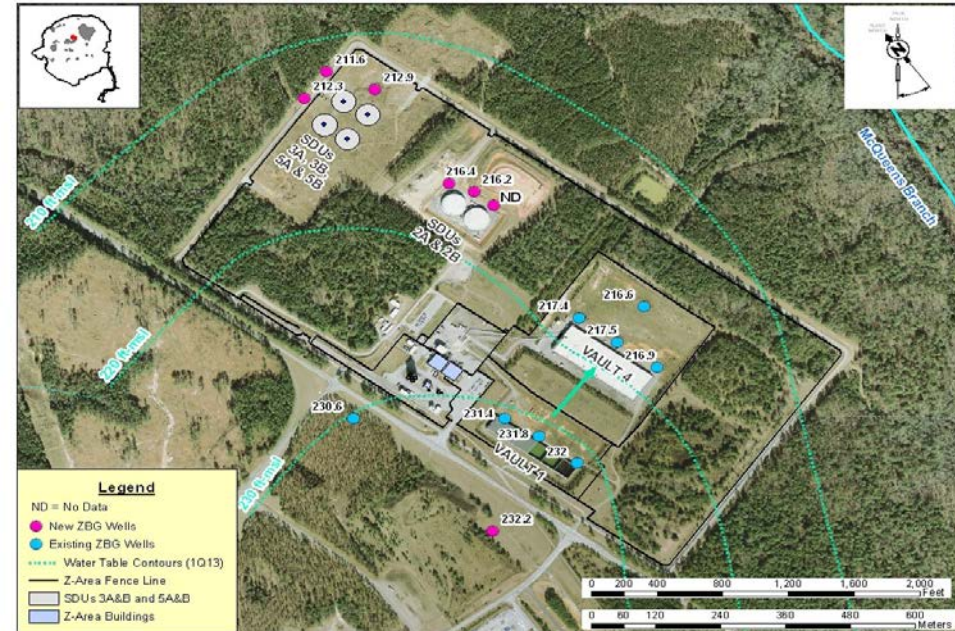 211.6
212.9
212.3
SDUs
3A, 3B,
5A & 5B
216.4
216.2
ND
SDUs
2A & 2B
McQueens Branch
210 ft-msl
220 ft-msl
230 ft-msl
217.4
216.6
217.5
216.9
VAULT 4
230.6
231.4
231.8
232
VAULT 1
232.2
Legend
ND = No Data
New ZBG Wells
Existing ZBG Wells
Water Table Contours (1Q13)
Z-Area Fence Line
SDUs 3A&B and 5A&B
Z-Area Buildings
0 200 400 800 1,200 1,600 2,000
Feet
0 60 120 240 360 480 600
Meters